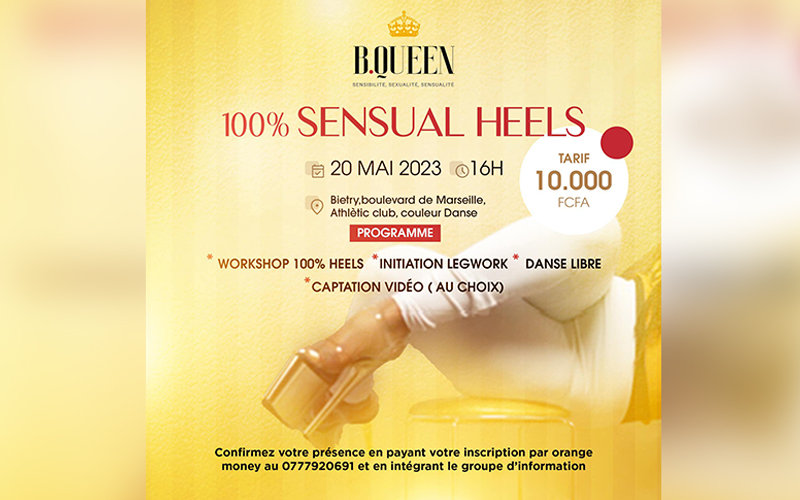 B.QUEEN
SENSIBILITE, SEXUALITÉ, SENSUALITÉ
100% SENSUAL HEELS
20 MAI 2023 16H
TARIF
10.000
FCFA
Bietry,boulevard de Marseille,
Athlètic club, couleur Danse
PROGRAMME
* WORKSHOP 100% HEELS *INITIATION LEGWORK * DANSE LIBRE
*CAPTATION VIDÉO ( AU CHOIX)
Confirmez votre présence en payant votre inscription par orange
money au 0777920691 et en intégrant le groupe d'information